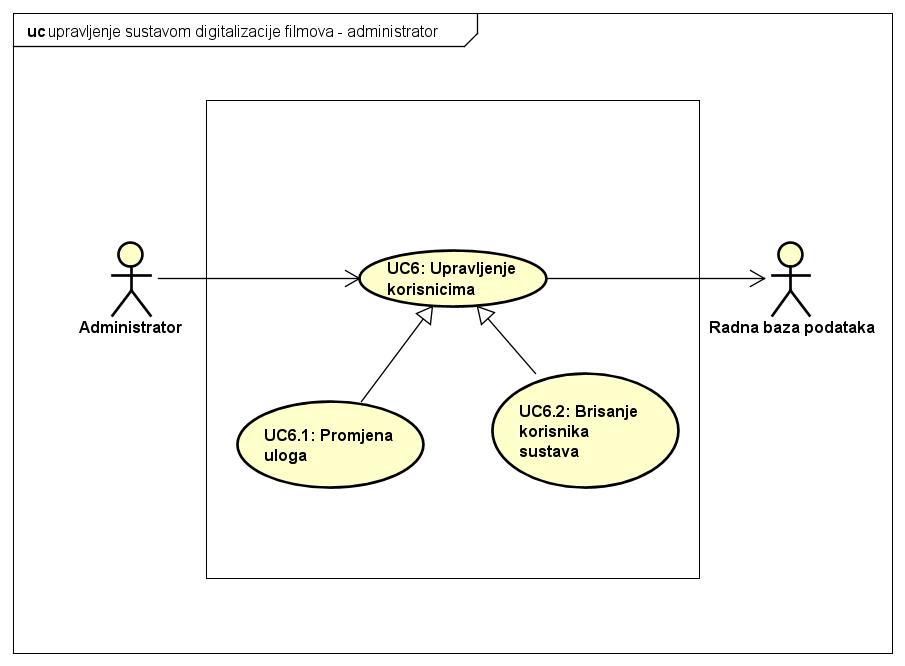 uc upravljenje sustavom digitalizacije filmova - administrator
UC6: Upravljenje
korisnicima
Administrator
Radna baza podataka
UC6.1: Promjena
uloga
UC6.2: Brisanje
korisnika
sustava